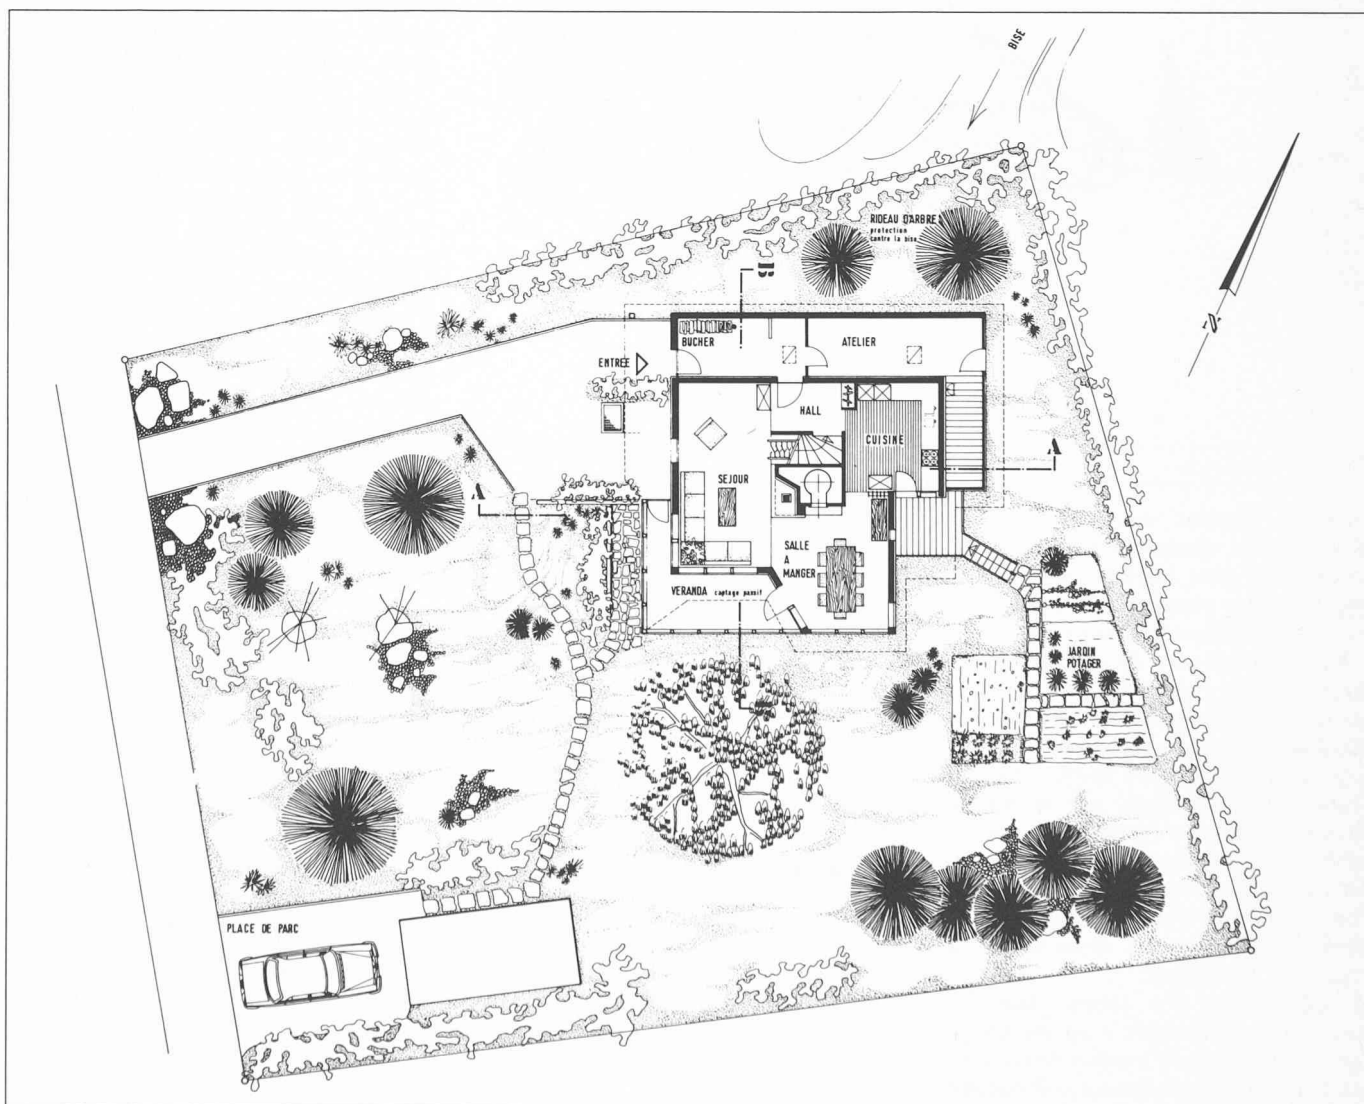 BISE
RIDEAU D'ARBRE
protection
contre la bise
B
BUCHER
ATELIER
ENTREE
HALL
CUISINE
A
SEJOUR
A
SALLE
A
MANGER
VERANDA captage passif
JARDIN
POTAGER
B
PLACE DE PARC